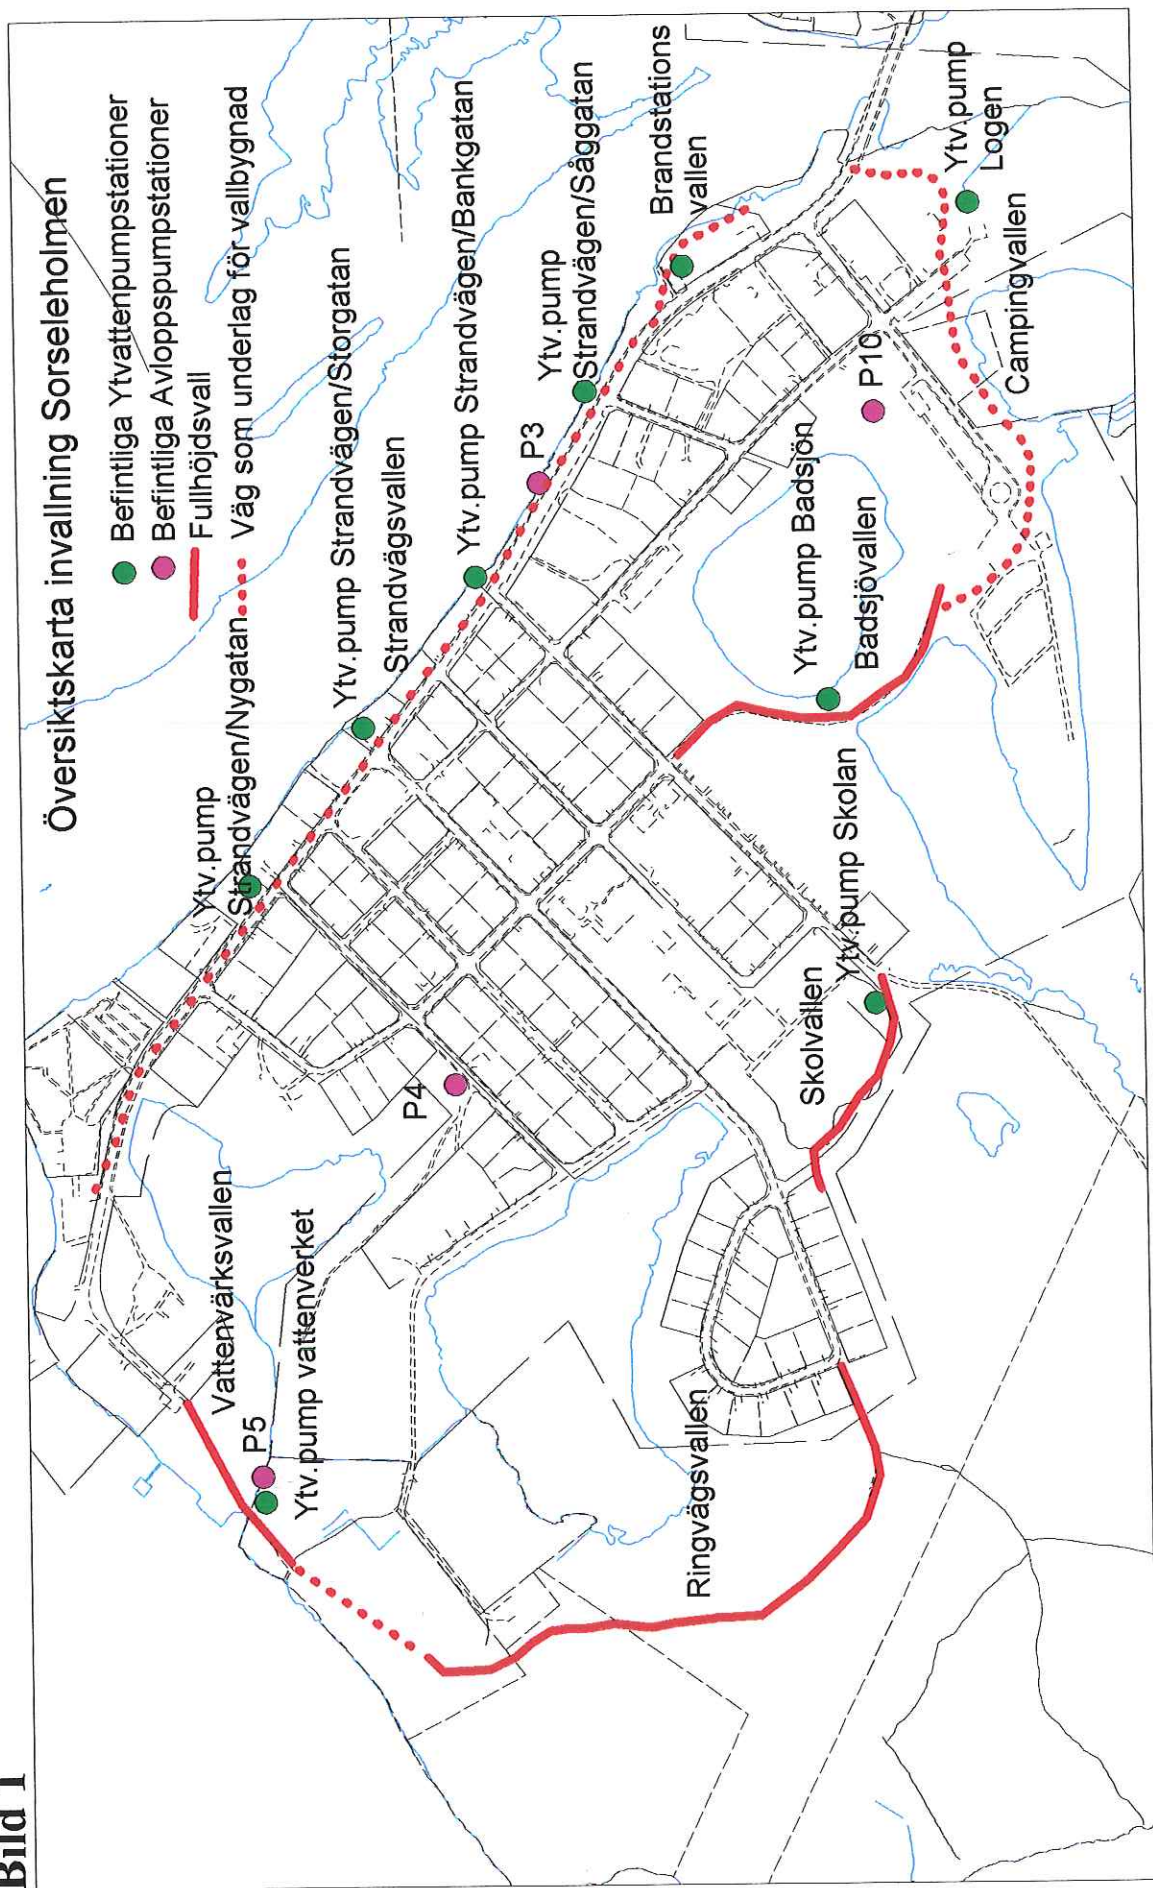 Bild 1
Översiktskarta invallning Sorseleholmen
Befintliga Ytvattenpumpstationer
Befintliga Avloppspumpstationer
Fullhöjdsvall
Väg som underlag för vallbygnad
Ytv.pump
Strandvägen/Nygatan
Ytv.pump Strandvägen/Storgatan
Strandvägsvallen
Ytv.pump Strandvägen/Bankgatan
P3
Ytv.pump
Strandvägen/Såggatan
Brandstations
vallen
Ytv.pump
Logen
Campingvallen
P10
Ytv.pump Badsjön
Badsjövallen
Ytv.pump Skolan
Skolvallen
P4
Vattenvärksvallen
P5
Ytv.pump vattenverket
Ringvägsvallen